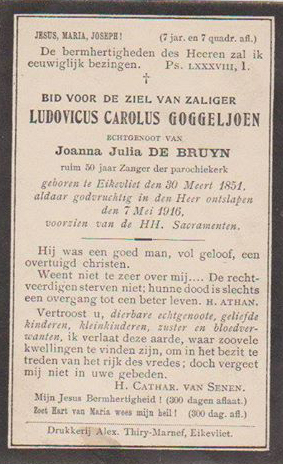 JESUS, MARIA, JOSEPH! (7 jar. en 7 quadr. afl.)
De bermhertigheden des Heeren zal ik
eeuwiglijk bezingen. Ps. LXXXVIII, I.
BID VOOR DE ZIEL VAN ZALIGER
LUDOVICUS CAROLUS GOGGELJOEN
ECHTGENOOT VAN
Joanna Julia DE BRUYN
ruim 50 jaar Zanger der parochiekerk
geboren te Eikevliet den 30 Meert 1851.
aldaar godvruchtig in den Heer ontslapen
den 7 Mei 1916,
voorzien van de HH. Sacramenten.
Hij was een goed man, vol geloof, een
overtuigd christen.
Weent niet te zeer over mij.... De recht-
veerdigen sterven niet; hunne dood is slechts
een overgang tot een beter leven. H. ATHAN.
Vertroost u, dierbare echtgenoote, geliefde
kinderen, kleinkinderen, zuster en bloedver-
wanten, ik verlaat deze aarde, waar zoovele
kwellingen te vinden zijn, om in het bezit te
treden van het rijk des vredes; doch vergeet
mij niet in uwe gebeden.
H. CATHAR. VAN SENEN.
Mijn Jesus Bermhertigheid! (300 dagen aflaat)
Zoet Hart van Maria wees mijn heil! (300 dag. afl.)
Drukkerij Alex. Thiry-Marnef, Eikevliet.